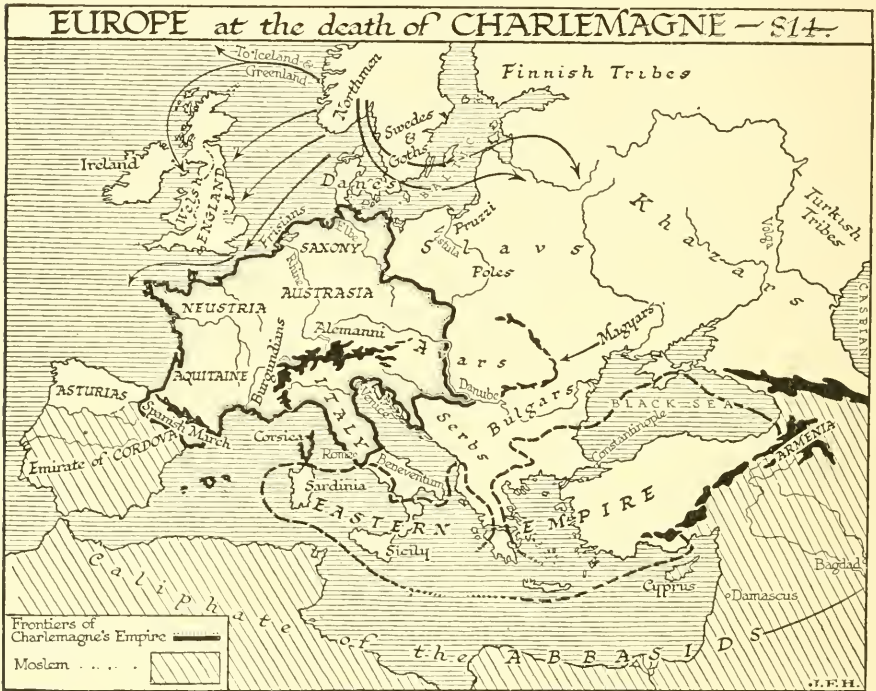 EUROPE at the death of CHARLEMAGNE — 814.
To Iceland &
Greenland
Northmen
Finnish Tribes
Swedes
&
Goths
Ireland
Welsh
ENGLAND
Danes
BALTIC
Pruzzi
Vistula
Slavs
Poles
Khazars
Volga
Turkish
Tribes
CASPIAN
Frisians
Elbe
SAXONY
Rhine
NEUSTRIA
AUSTRASIA
Alemanni
Avars
Magyars
Burgundians
AQUITAINE
Danube
Bulgars
BLACK SEA
ASTURIAS
Spanish March
Emirate of CORDOVA
Corsica
ITALY
Venice
Serbs
Constantinople
ARMENIA
Rome
Beneventum
Sardinia
EASTERN EMPIRE
Sicily
Cyprus
Bagdad
Damascus
Caliphate of the ABBASIDS
Frontiers of
Charlemagne's Empire
Moslem . . . .
J.F.H.